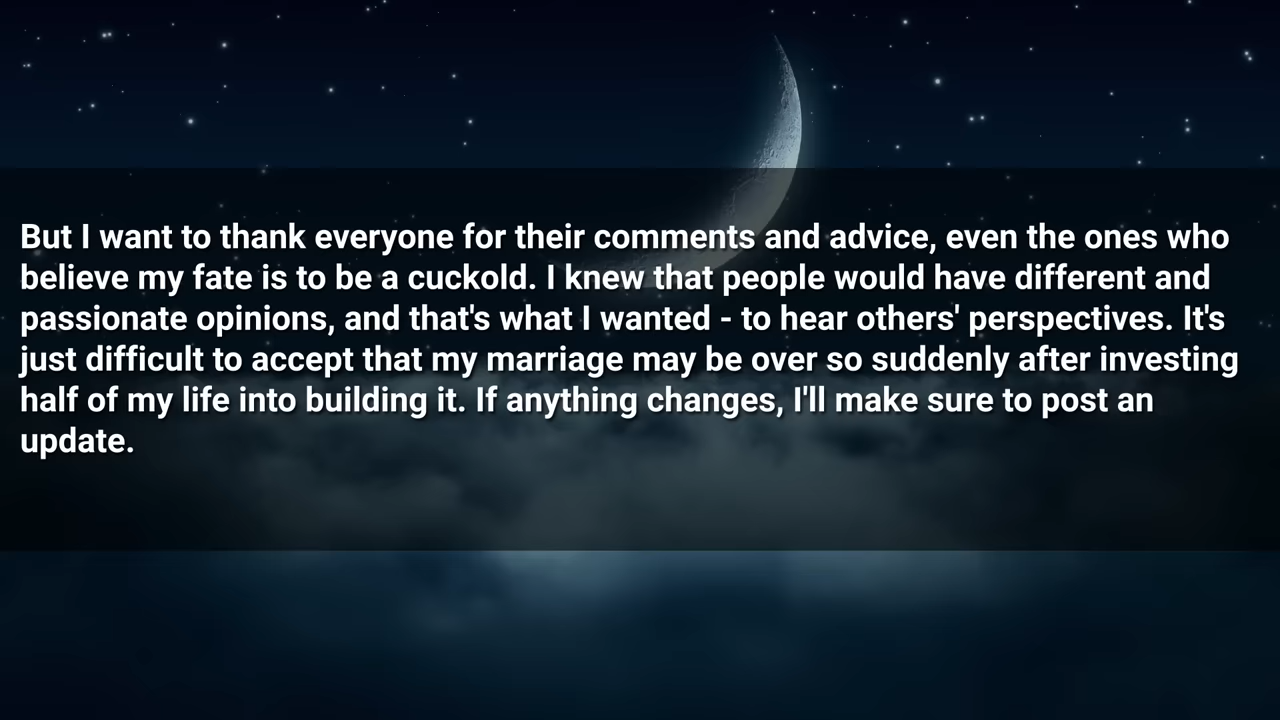 But I want to thank everyone for their comments and advice, even the ones who
believe my fate is to be a cuckold. I knew that people would have different and
passionate opinions, and that's what I wanted - to hear others' perspectives. It's
just difficult to accept that my marriage may be over so suddenly after investing
half of my life into building it. If anything changes, I'll make sure to post an
update.